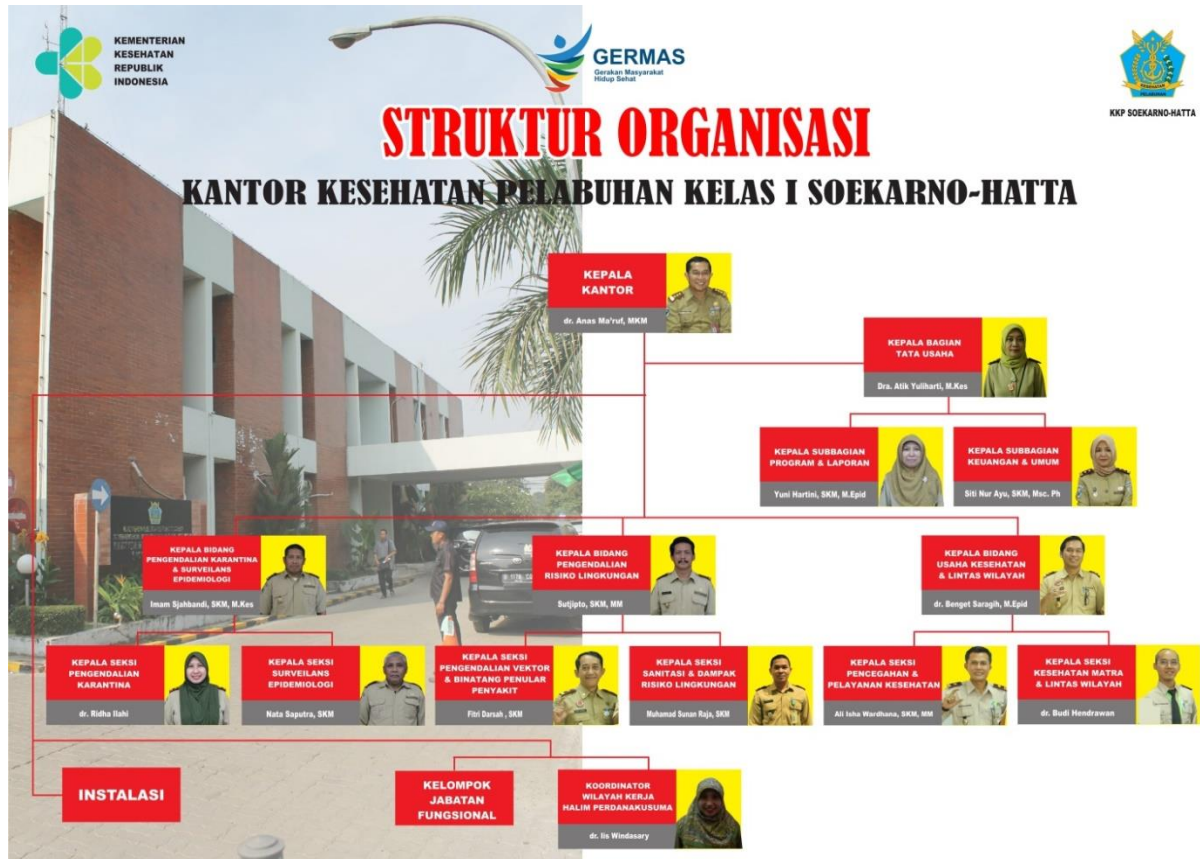 KEMENTERIAN
KESEHATAN
REPUBLIK
INDONESIA
GERMAS
Gerakan Masyarakat
Hidup Sehat
KKP SOEKARNO-HATTA
STRUKTUR ORGANISASI
KANTOR KESEHATAN PELABUHAN KELAS I SOEKARNO-HATTA
KEPALA
KANTOR
dr. Anas Ma'ruf, MKM
KEPALA BAGIAN
TATA USAHA
Dra. Atik Yuliharti, M.Kes
KEPALA SUBBAGIAN
PROGRAM & LAPORAN
Yuni Hartini, SKM, M.Epid
KEPALA SUBBAGIAN
KEUANGAN & UMUM
Siti Nur Ayu, SKM, Msc. Ph
KEPALA BIDANG
PENGENDALIAN KARANTINA
& SURVEILANS
EPIDEMIOLOGI
Imam Sjahbandi, SKM, M.Kes
KEPALA BIDANG
PENGENDALIAN
RISIKO LINGKUNGAN
Sutjipto, SKM, MM
KEPALA BIDANG
USAHA KESEHATAN
& LINTAS WILAYAH
dr. Benget Saragih, M.Epid
KEPALA SEKSI
PENGENDALIAN
KARANTINA
dr. Ridha Ilahi
KEPALA SEKSI
SURVEILANS
EPIDEMIOLOGI
Nata Saputra, SKM
KEPALA SEKSI
PENGENDALIAN VEKTOR
& BINATANG PENULAR
PENYAKIT
Fitri Darsah , SKM
KEPALA SEKSI
SANITASI & DAMPAK
RISIKO LINGKUNGAN
Muhamad Sunan Raja, SKM
KEPALA SEKSI
PENCEGAHAN &
PELAYANAN KESEHATAN
Ali Isha Wardhana, SKM, MM
KEPALA SEKSI
KESEHATAN MATRA
& LINTAS WILAYAH
dr. Budi Hendrawan
INSTALASI
KELOMPOK
JABATAN
FUNGSIONAL
KOORDINATOR
WILAYAH KERJA
HALIM PERDANAKUSUMA
dr. Iis Windasary